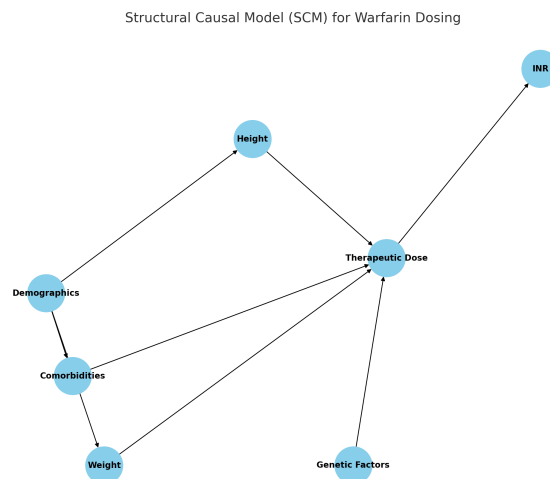 Structural Causal Model (SCM) for Warfarin Dosing
INR
Height
Therapeutic Dose
Demographics
Comorbidities
Weight
Genetic Factors